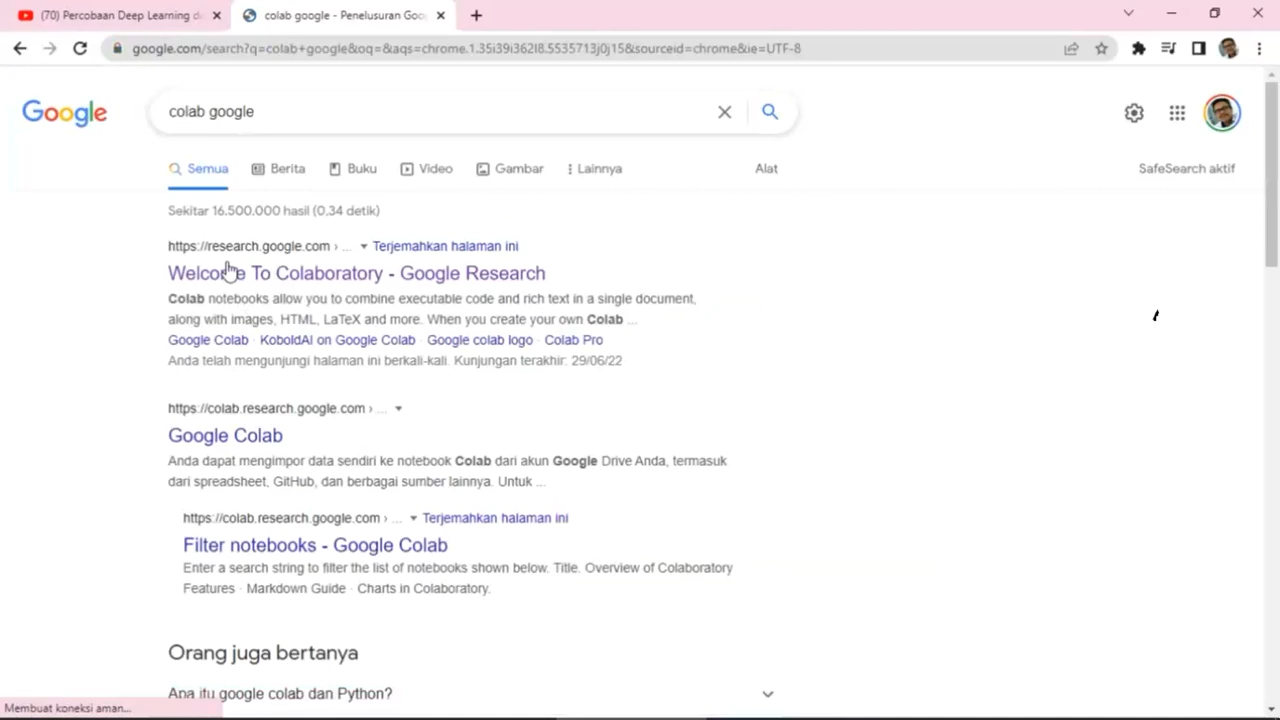 (70) Percobaan Deep Learning de
colab google - Penelusuran Goo
google.com/search?q=colab+google&oq=&aqs=chrome.1.35i39i362l8.5535713j0j15&sourceid=chrome&ie=UTF-8
Google
colab google
Semua Berita Buku Video Gambar Lainnya Alat SafeSearch aktif
Sekitar 16.500.000 hasil (0,34 detik)
https://research.google.com › ... Terjemahkan halaman ini
Welcome To Colaboratory - Google Research
Colab notebooks allow you to combine executable code and rich text in a single document,
along with images, HTML, LaTeX and more. When you create your own Colab ...
Google Colab · KoboldAI on Google Colab · Google colab logo · Colab Pro
Anda telah mengunjungi halaman ini berkali-kali. Kunjungan terakhir: 29/06/22
https://colab.research.google.com › ...
Google Colab
Anda dapat mengimpor data sendiri ke notebook Colab dari akun Google Drive Anda, termasuk
dari spreadsheet, GitHub, dan berbagai sumber lainnya. Untuk ...
https://colab.research.google.com › ... Terjemahkan halaman ini
Filter notebooks - Google Colab
Enter a search string to filter the list of notebooks shown below. Title. Overview of Colaboratory
Features · Markdown Guide · Charts in Colaboratory.
Orang juga bertanya
Apa itu google colab dan Python?
Membuat koneksi aman...